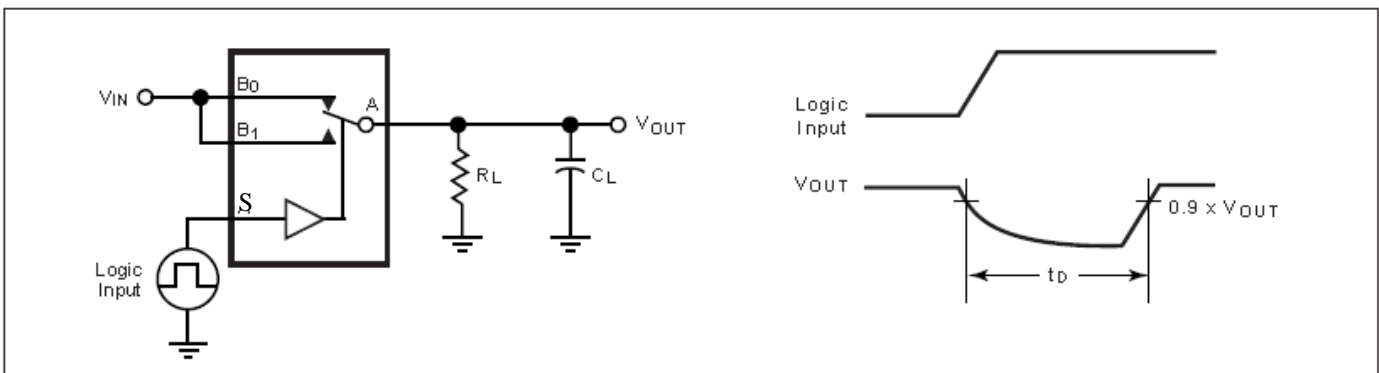 VIN
B0
B1
A
S
Logic
Input
RL
CL
VOUT
Logic
Input
VOUT
0.9 x VOUT
tD